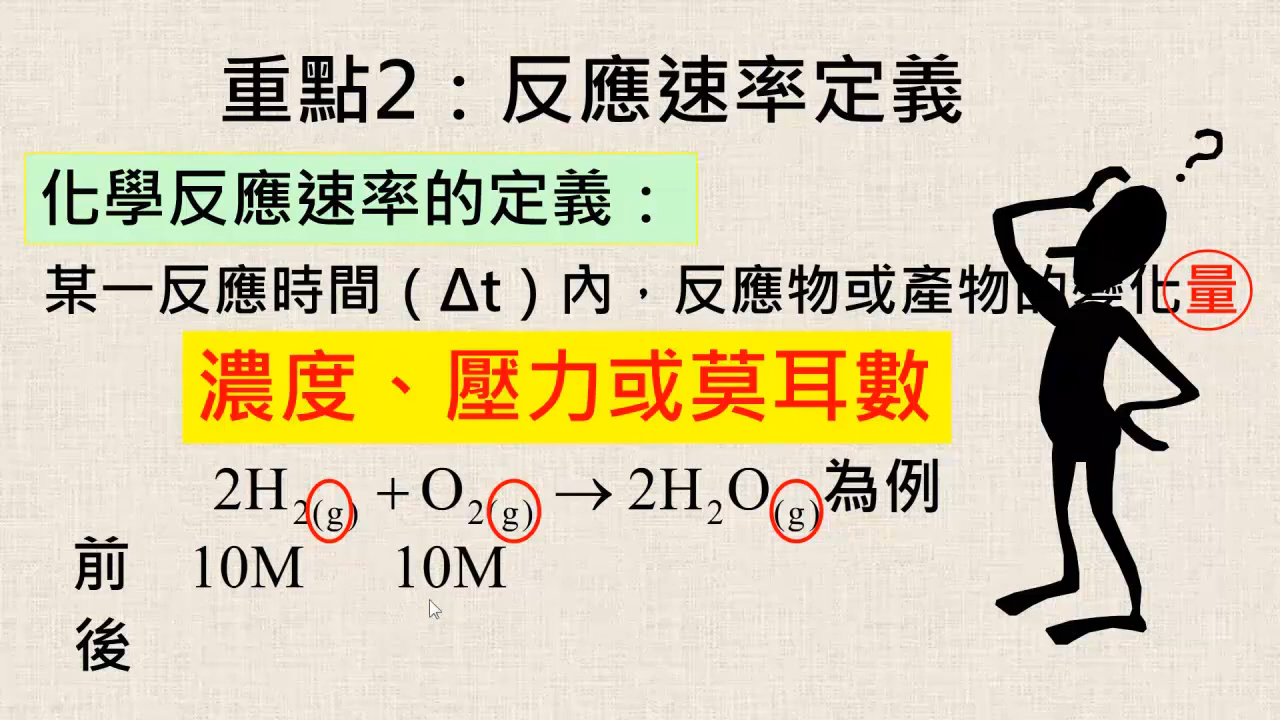 重點2：反應速率定義
化學反應速率的定義：
某一反應時間（Δt）內，反應物或產物的變化量
濃度、壓力或莫耳數
2H₂(g) + O₂(g) → 2H₂O(g)為例
前 10M 10M
後
?